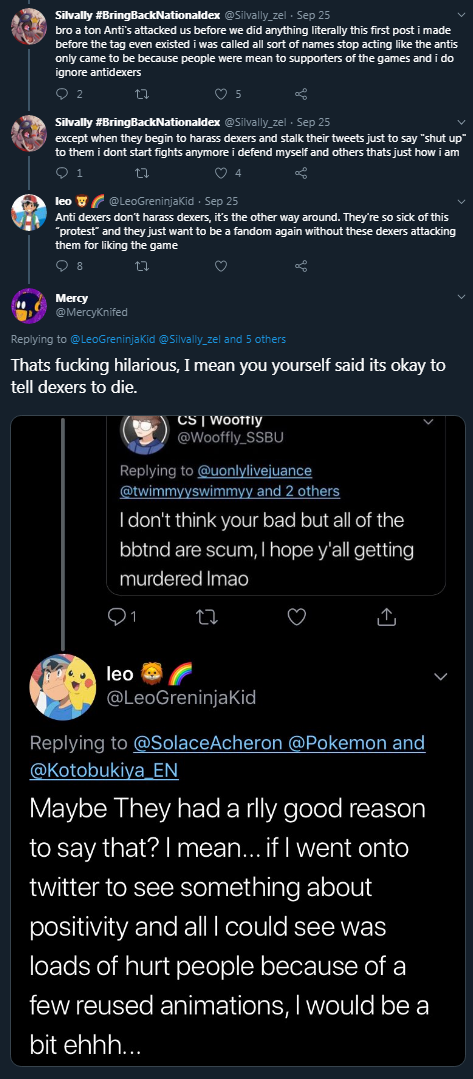 Silvally #BringBackNationaldex @Silvally_zel · Sep 25
bro a ton Anti's attacked us before we did anything literally this first post i made
before the tag even existed i was called all sort of names stop acting like the antis
only came to be because people were mean to supporters of the games and i do
ignore antidexers
2 5
Silvally #BringBackNationaldex @Silvally_zel · Sep 25
except when they begin to harass dexers and stalk their tweets just to say "shut up"
to them i dont start fights anymore i defend myself and others thats just how i am
1 4
leo 🦁 🌈 @LeoGreninjaKid · Sep 25
Anti dexers don't harass dexers, it's the other way around. They're so sick of this
“protest” and they just want to be a fandom again without these dexers attacking
them for liking the game
8
Mercy
@MercyKnifed
Replying to @LeoGreninjaKid @Silvally_zel and 5 others
Thats fucking hilarious, I mean you yourself said its okay to
tell dexers to die.
CS | Wooffly
@Wooffly_SSBU
Replying to @uonlylivejuance
@twimmyyswimmyy and 2 others
I don't think your bad but all of the
bbtnd are scum, I hope y'all getting
murdered lmao
1
leo 🦁 🌈
@LeoGreninjaKid
Replying to @SolaceAcheron @Pokemon and
@Kotobukiya_EN
Maybe They had a rlly good reason
to say that? I mean... if I went onto
twitter to see something about
positivity and all I could see was
loads of hurt people because of a
few reused animations, I would be a
bit ehhh...